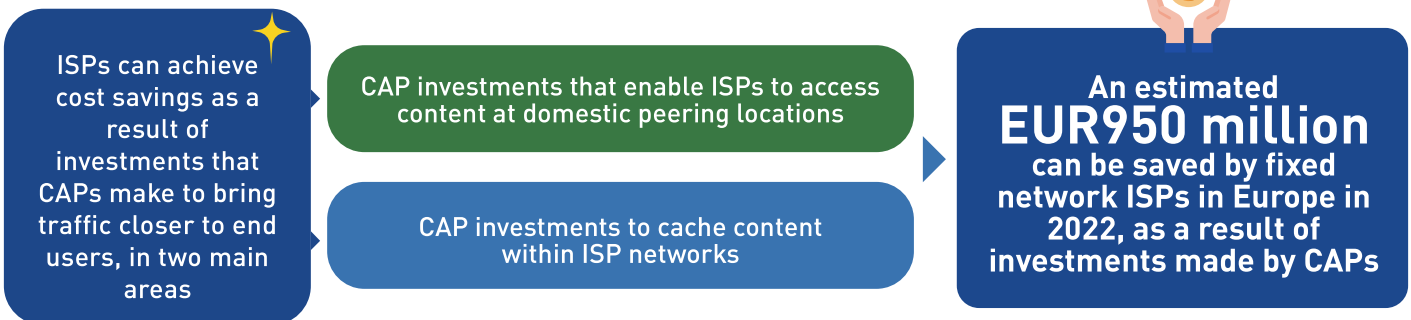 ISPs can achieve
cost savings as a
result of
investments that
CAPs make to bring
traffic closer to end
users, in two main
areas
CAP investments that enable ISPs to access
content at domestic peering locations
CAP investments to cache content
within ISP networks
An estimated
EUR950 million
can be saved by fixed
network ISPs in Europe in
2022, as a result of
investments made by CAPs